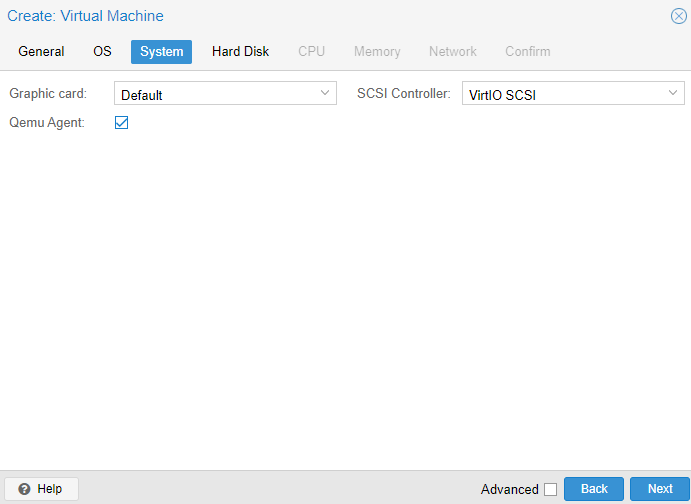 Create: Virtual Machine
General OS System Hard Disk CPU Memory Network Confirm
Graphic card: Default SCSI Controller: VirtIO SCSI
Qemu Agent:
Help Advanced Back Next